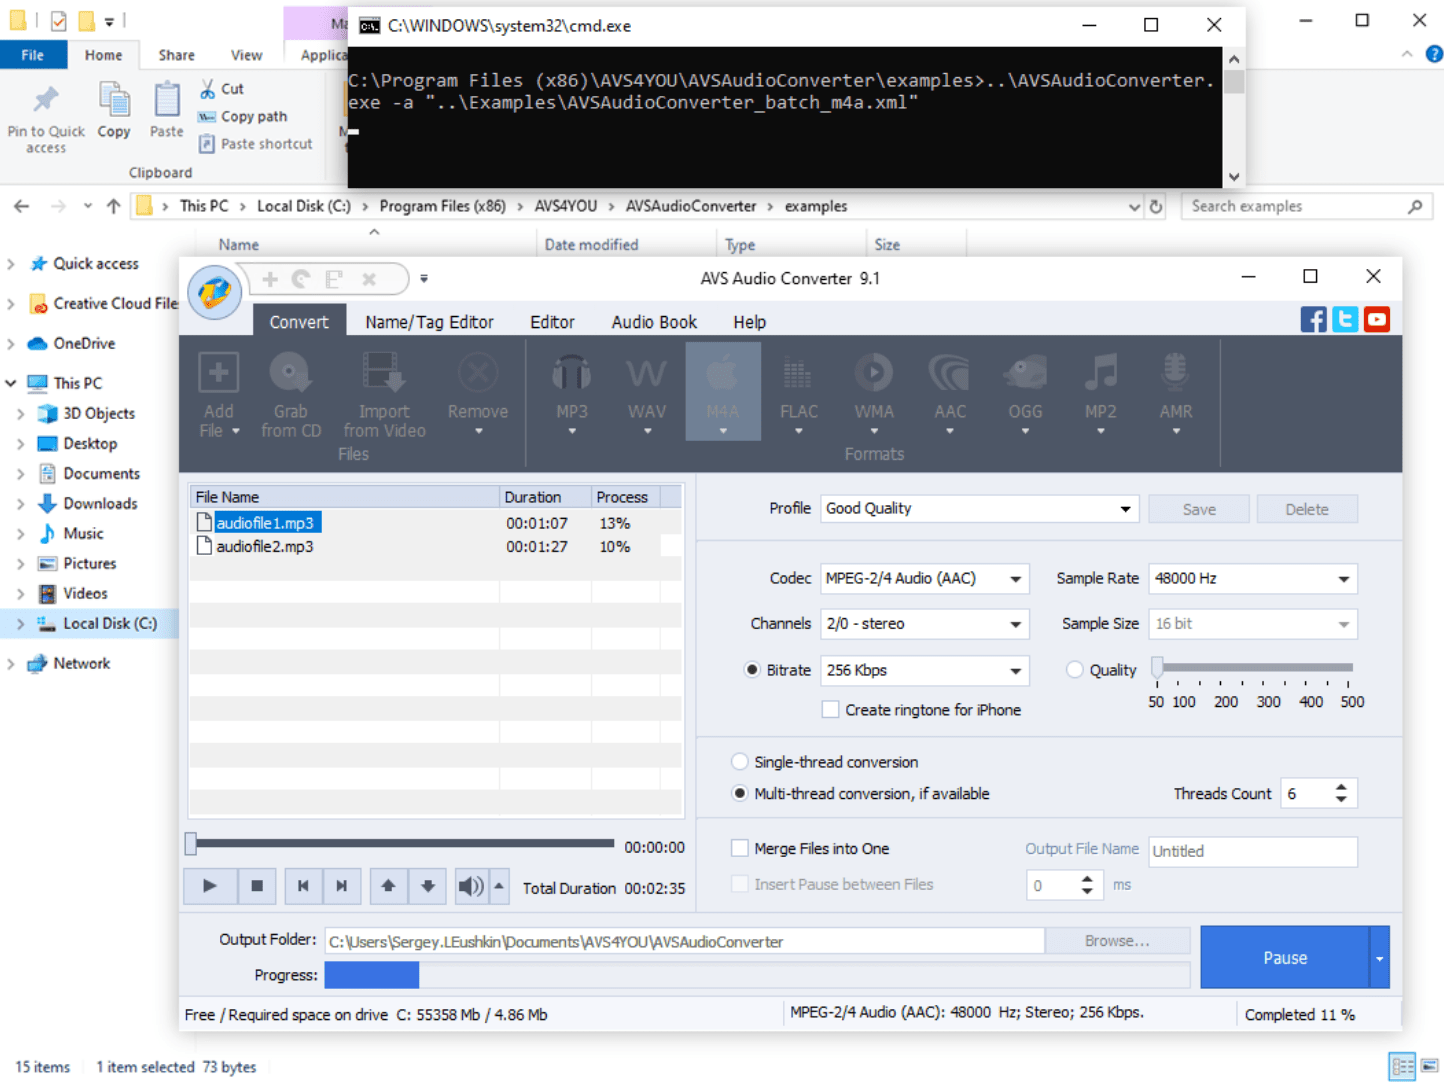 Ma
C:\WINDOWS\system32\cmd.exe
File
Home
Share
View
Applica
C:\Program Files (x86)\AVS4YOU\AVSAudioConverter\examples>..\AVSAudioConverter.
exe -a "..\Examples\AVSAudioConverter_batch_m4a.xml"
Pin to Quick
access
Copy
Paste
Cut
Copy path
Paste shortcut
Clipboard
This PC
Local Disk (C:)
Program Files (x86)
AVS4YOU
AVSAudioConverter
examples
Search examples
Name
Date modified
Type
Size
Quick access
Creative Cloud File
OneDrive
This PC
3D Objects
Desktop
Documents
Downloads
Music
Pictures
Videos
Local Disk (C:)
Network
AVS Audio Converter 9.1
Convert
Name/Tag Editor
Editor
Audio Book
Help
Add
File
Grab
from CD
Import
from Video
Remove
Files
MP3
WAV
M4A
FLAC
WMA
AAC
OGG
MP2
AMR
Formats
File Name
Duration
Process
audiofile1.mp3
00:01:07
13%
audiofile2.mp3
00:01:27
10%
Profile
Good Quality
Save
Delete
Codec
MPEG-2/4 Audio (AAC)
Sample Rate
48000 Hz
Channels
2/0 - stereo
Sample Size
16 bit
Bitrate
256 Kbps
Quality
50 100 200 300 400 500
Create ringtone for iPhone
Single-thread conversion
Multi-thread conversion, if available
Threads Count
6
Merge Files into One
Output File Name
Untitled
Insert Pause between Files
0
ms
00:00:00
Total Duration 00:02:35
Output Folder:
C:\Users\Sergey.LEushkin\Documents\AVS4YOU\AVSAudioConverter
Browse...
Pause
Progress:
Free / Required space on drive C: 55358 Mb / 4.86 Mb
MPEG-2/4 Audio (AAC): 48000 Hz; Stereo; 256 Kbps.
Completed 11 %
15 items
1 item selected 73 bytes